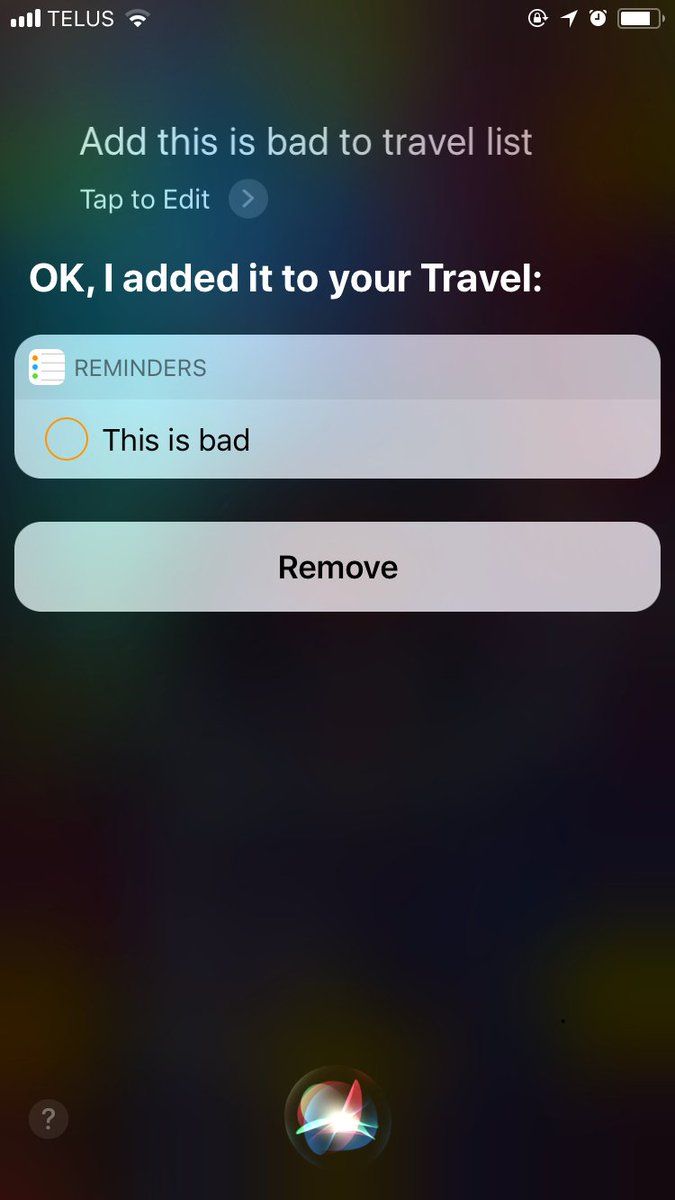 TELUS
Add this is bad to travel list
Tap to Edit
OK, I added it to your Travel:
REMINDERS
This is bad
Remove
?